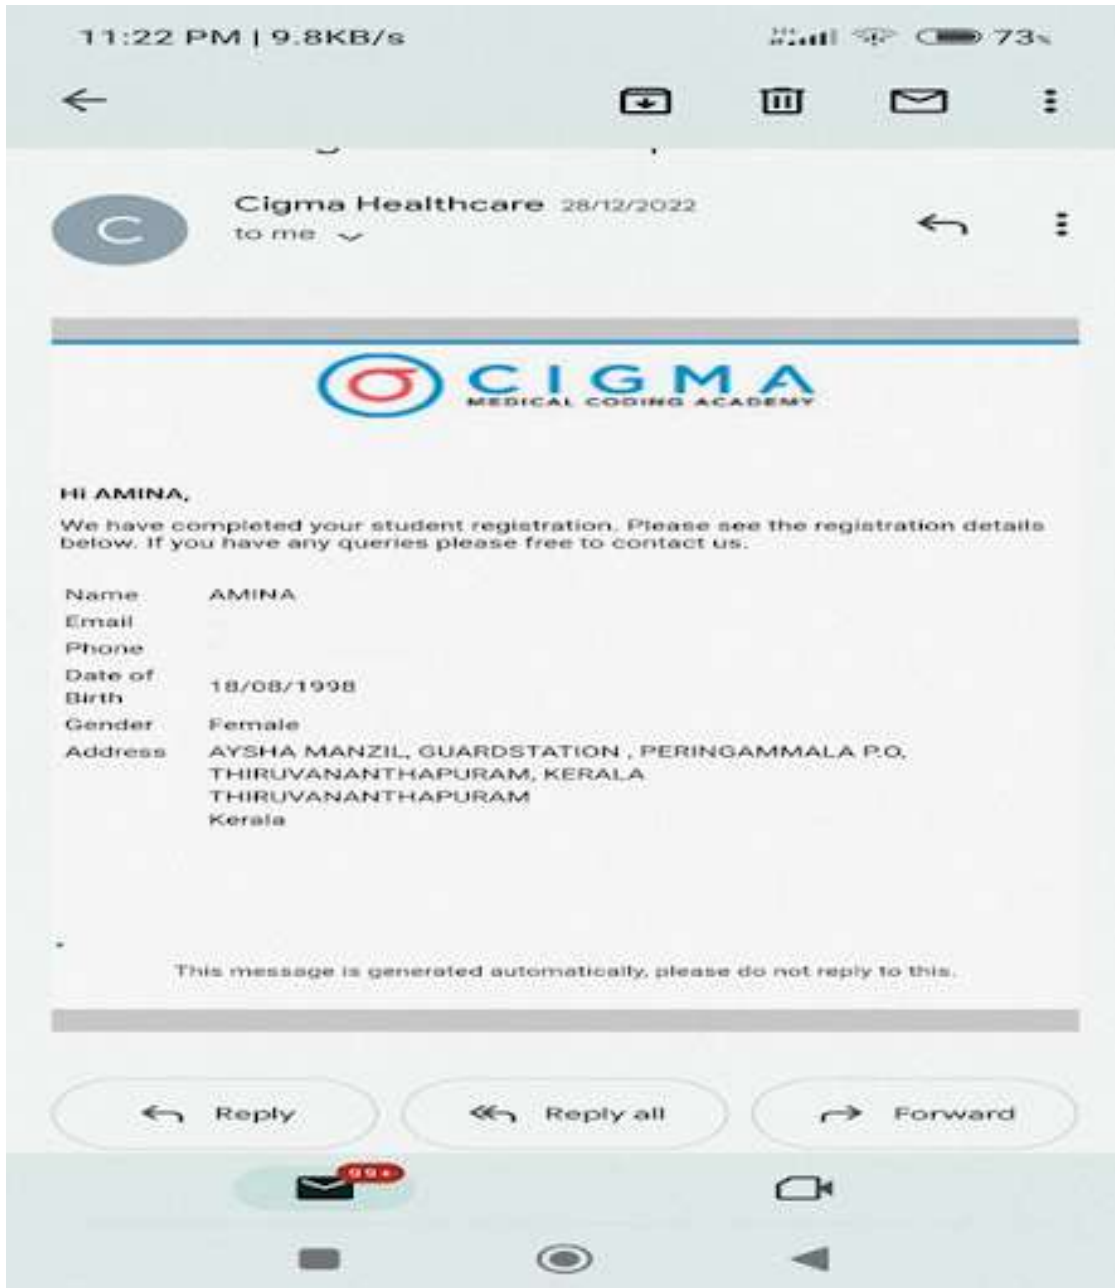 11:22 PM | 9.8KB/s 73%
Cigma Healthcare 28/12/2022
C
to me
CIGMA
MEDICAL CODING ACADEMY
Hi AMINA,
We have completed your student registration. Please see the registration details
below. If you have any queries please free to contact us.
Name AMINA
Email
Phone
Date of
Birth 18/08/1998
Gender Female
Address AYSHA MANZIL, GUARDSTATION , PERINGAMMALA P.O,
THIRUVANANTHAPURAM, KERALA
THIRUVANANTHAPURAM
Kerala
This message is generated automatically, please do not reply to this.
Reply Reply all Forward
99+